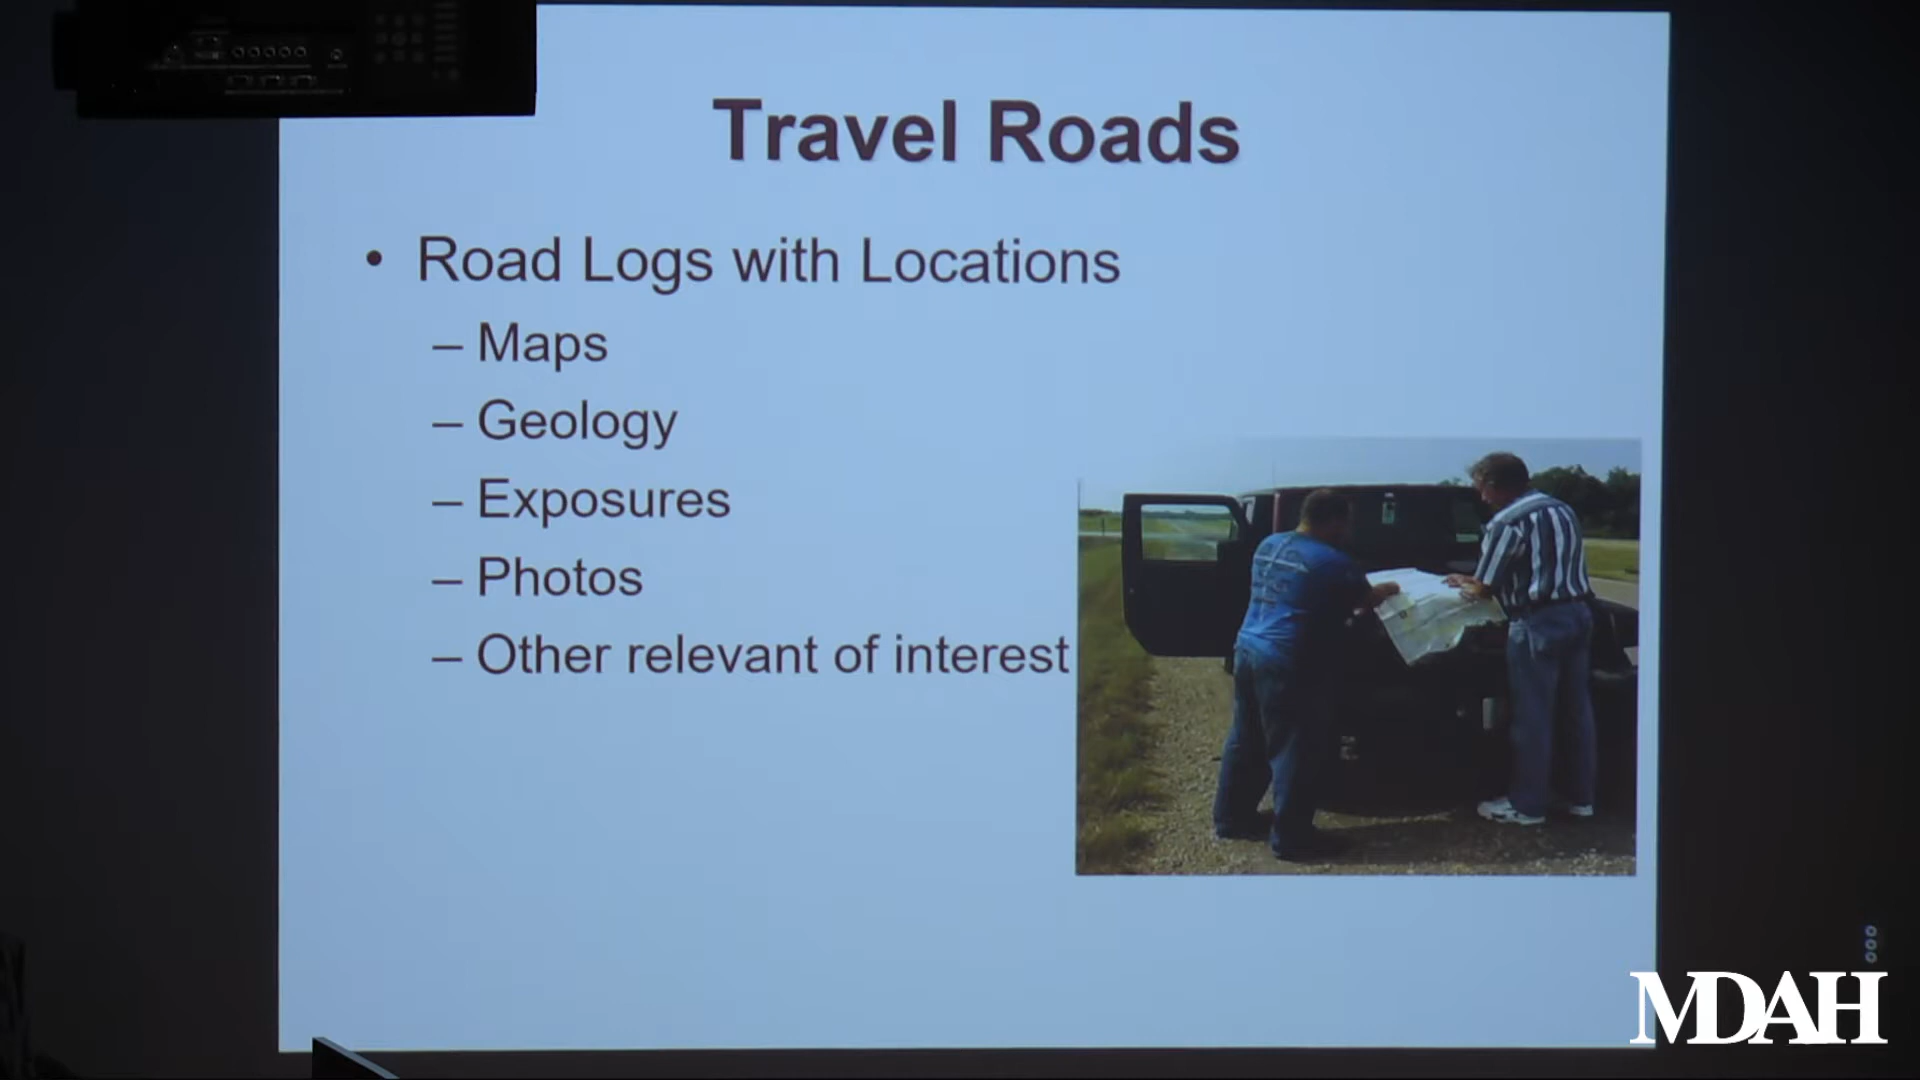 Travel Roads
• Road Logs with Locations
– Maps
– Geology
– Exposures
– Photos
– Other relevant of interest
MDAH